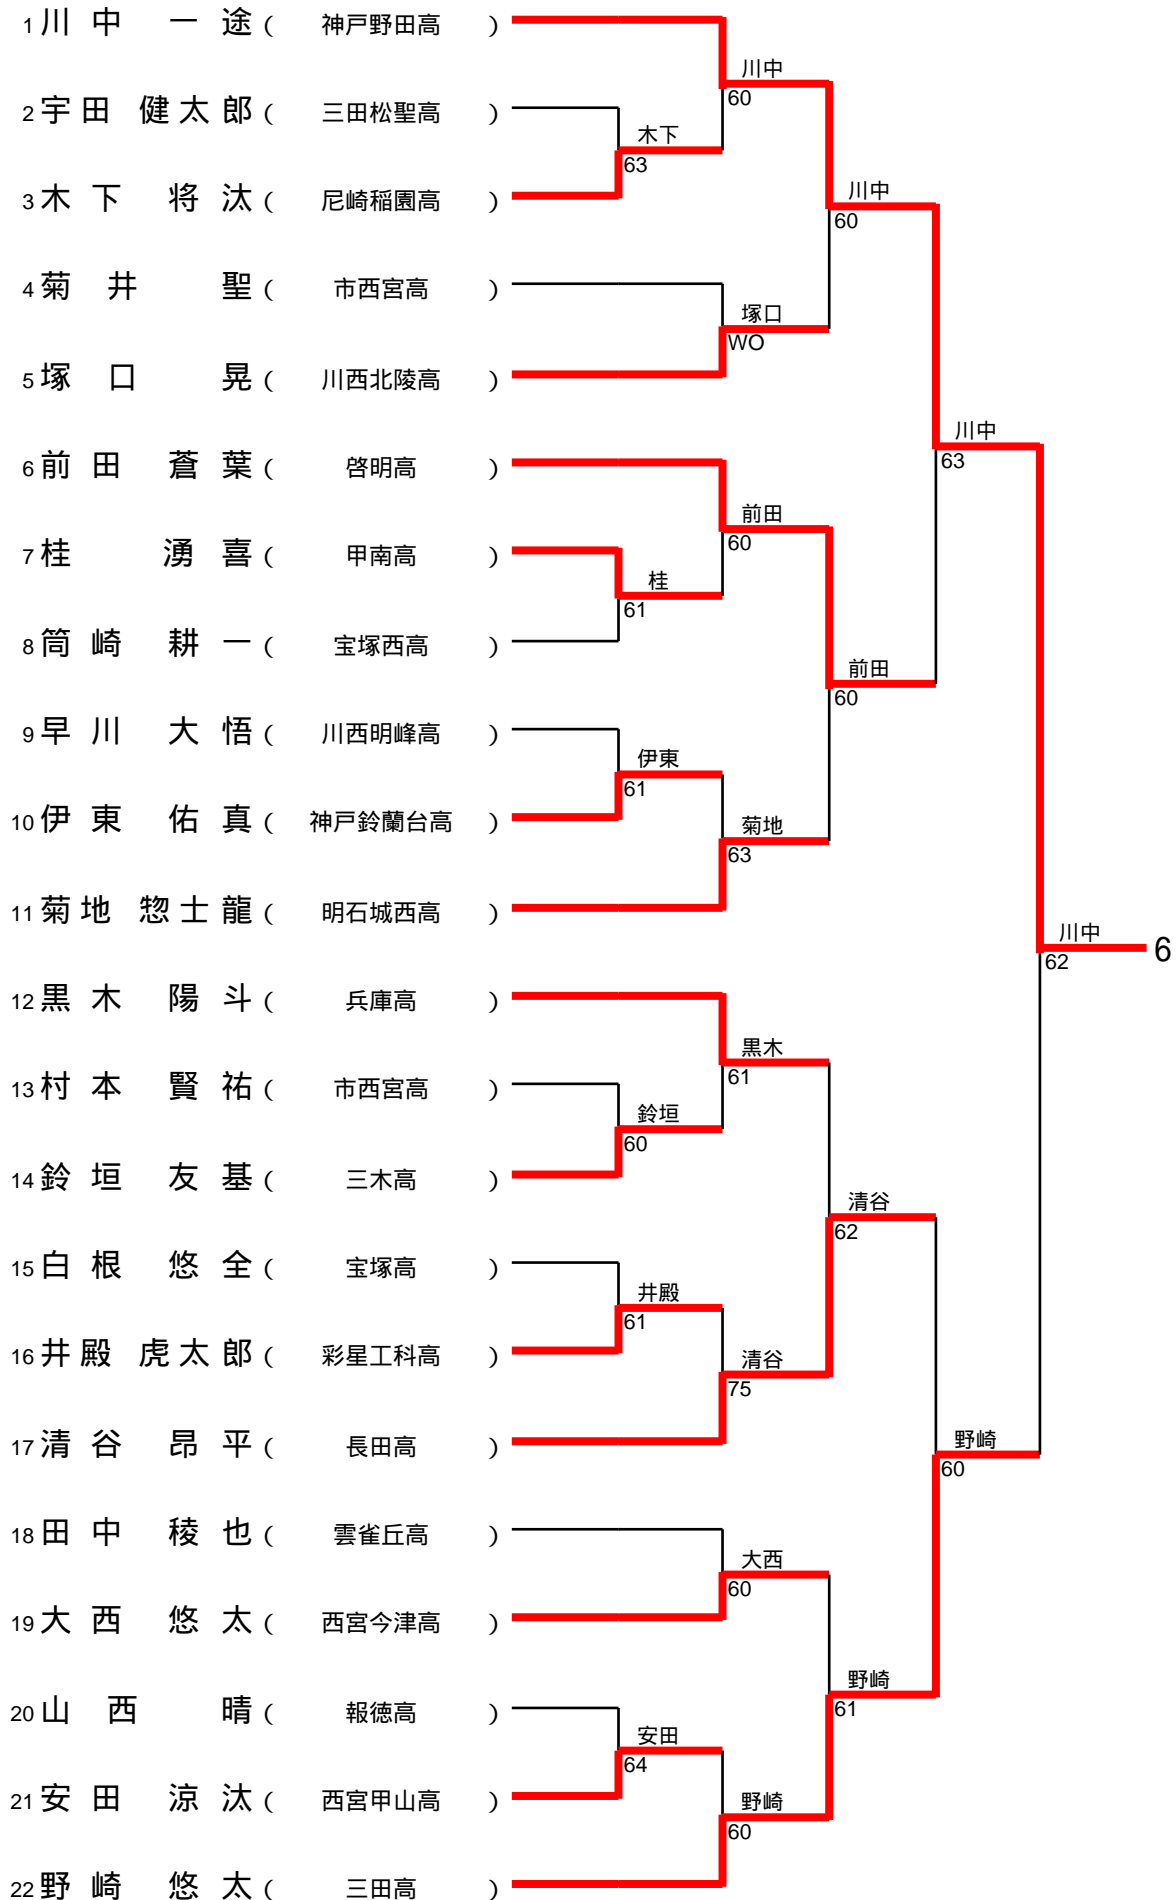 1 川中 一途 ( 神戸野田高 )
川中
60
2 宇田 健太郎 ( 三田松聖高 )
木下
63
3 木下 将汰 ( 尼崎稲園高 )
川中
60
4 菊井 聖 ( 市西宮高 )
塚口
WO
5 塚口 晃 ( 川西北陵高 )
川中
63
6 前田 蒼葉 ( 啓明高 )
前田
60
7 桂 湧喜 ( 甲南高 )
桂
61
8 筒崎 耕一 ( 宝塚西高 )
前田
60
9 早川 大悟 ( 川西明峰高 )
伊東
61
10 伊東 佑真 ( 神戸鈴蘭台高 )
菊地
63
11 菊地 惣士龍 ( 明石城西高 )
川中
62
6
12 黒木 陽斗 ( 兵庫高 )
黒木
61
13 村本 賢祐 ( 市西宮高 )
鈴垣
60
14 鈴垣 友基 ( 三木高 )
清谷
62
15 白根 悠全 ( 宝塚高 )
井殿
61
16 井殿 虎太郎 ( 彩星工科高 )
清谷
75
17 清谷 昂平 ( 長田高 )
野崎
60
18 田中 稜也 ( 雲雀丘高 )
大西
60
19 大西 悠太 ( 西宮今津高 )
野崎
61
20 山西 晴 ( 報徳高 )
安田
64
21 安田 涼汰 ( 西宮甲山高 )
野崎
60
22 野崎 悠太 ( 三田高 )